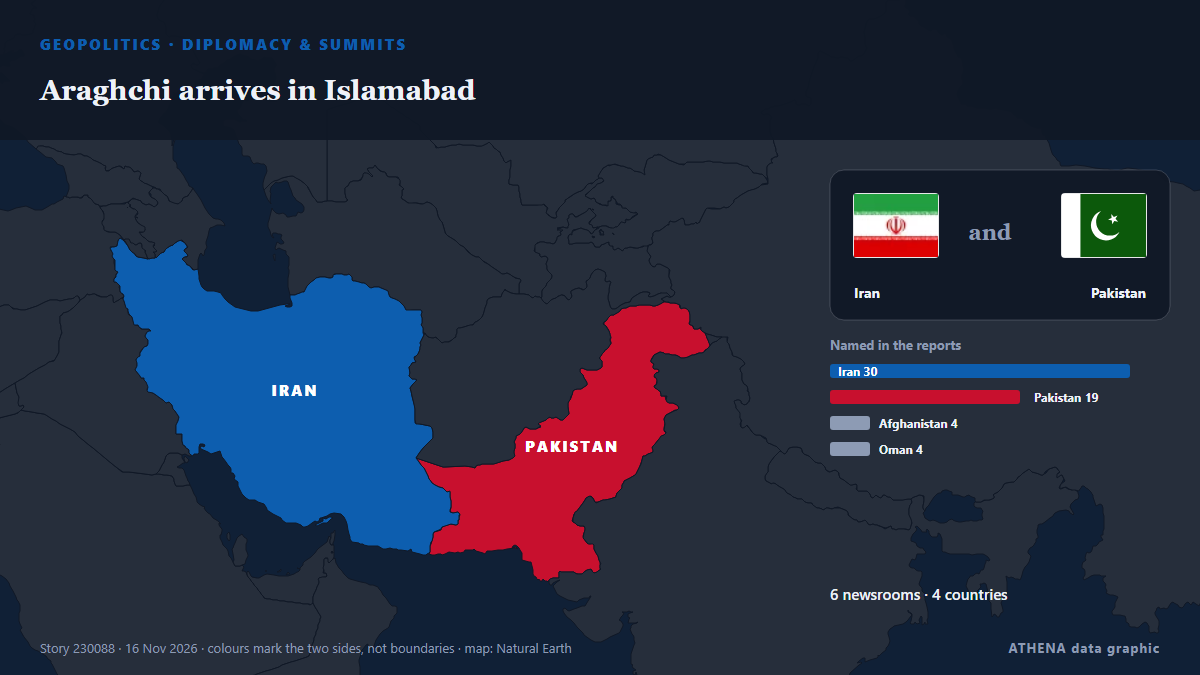 GEOPOLITICS · DIPLOMACY & SUMMITS
Araghchi arrives in Islamabad
and
Iran
Pakistan
Named in the reports
Iran 30
Pakistan 19
Afghanistan 4
Oman 4
IRAN
PAKISTAN
6 newsrooms · 4 countries
Story 230088 · 16 Nov 2026 · colours mark the two sides, not boundaries · map: Natural Earth
ATHENA data graphic